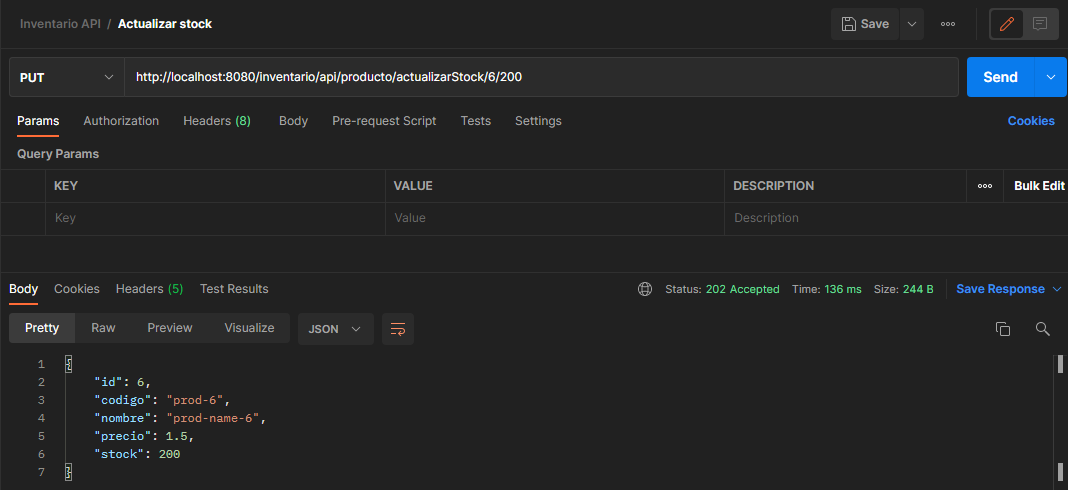 Inventario API / Actualizar stock
Save
PUT http://localhost:8080/inventario/api/producto/actualizarStock/6/200 Send
Params Authorization Headers (8) Body Pre-request Script Tests Settings Cookies
Query Params
KEY VALUE DESCRIPTION Bulk Edit
Key Value Description
Body Cookies Headers (5) Test Results Status: 202 Accepted Time: 136 ms Size: 244 B Save Response
Pretty Raw Preview Visualize JSON
1 {
2 "id": 6,
3 "codigo": "prod-6",
4 "nombre": "prod-name-6",
5 "precio": 1.5,
6 "stock": 200
7 }